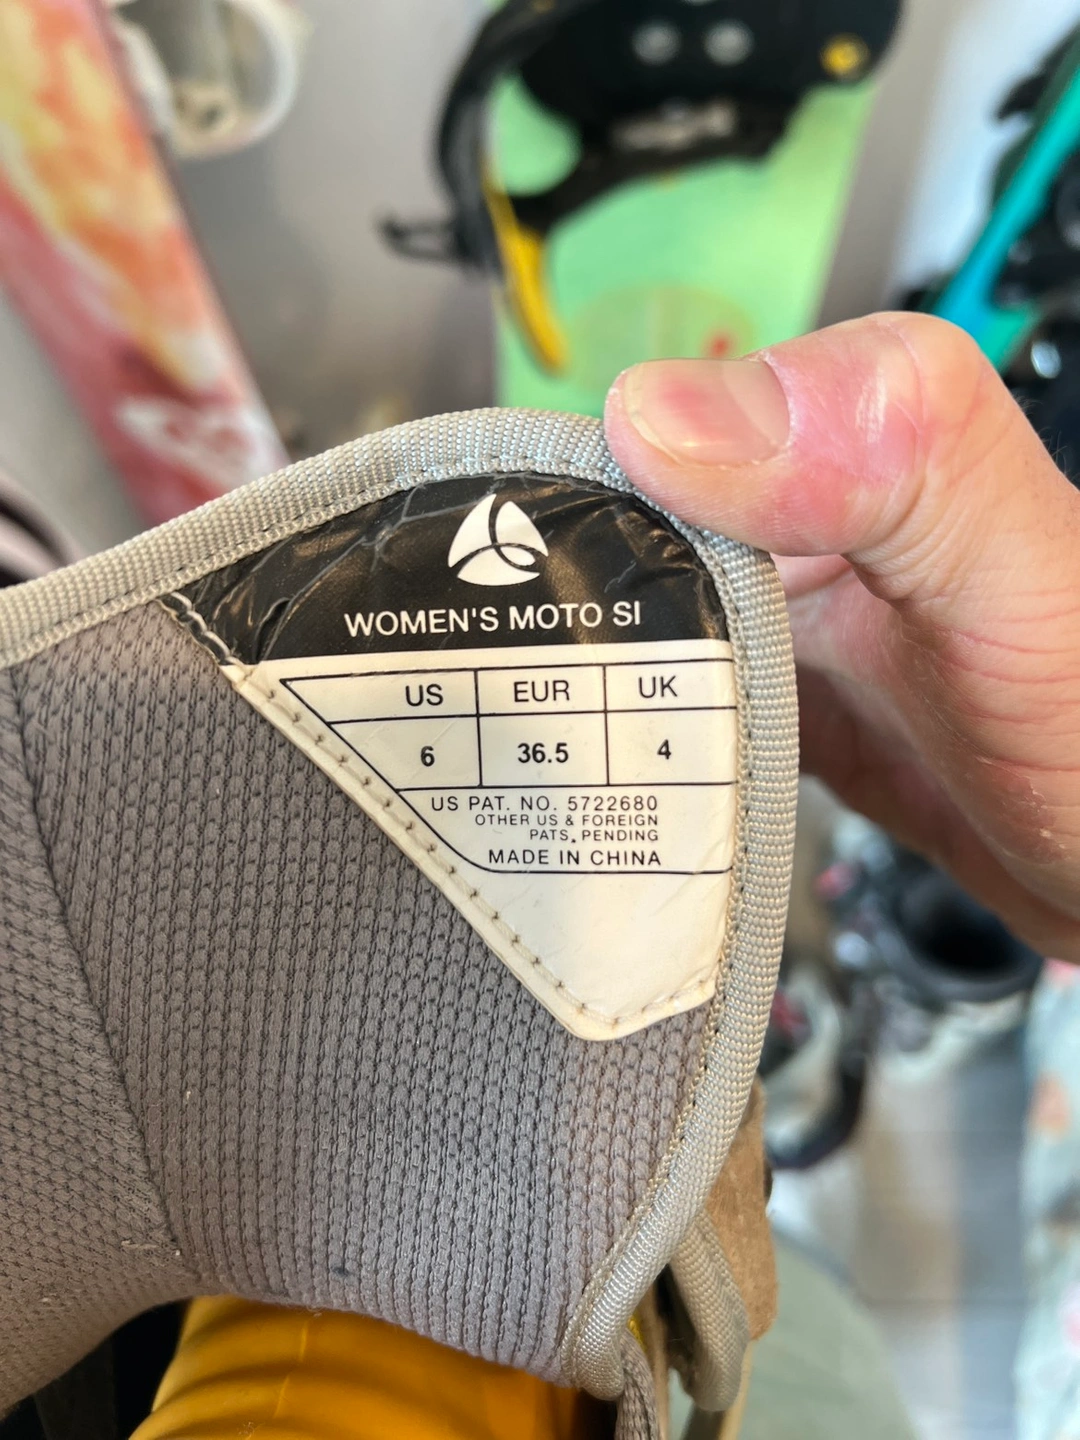 WOMEN'S MOTO SI
US EUR UK
6 36.5 4
US PAT. NO. 5722680
OTHER US & FOREIGN
PATS. PENDING
MADE IN CHINA